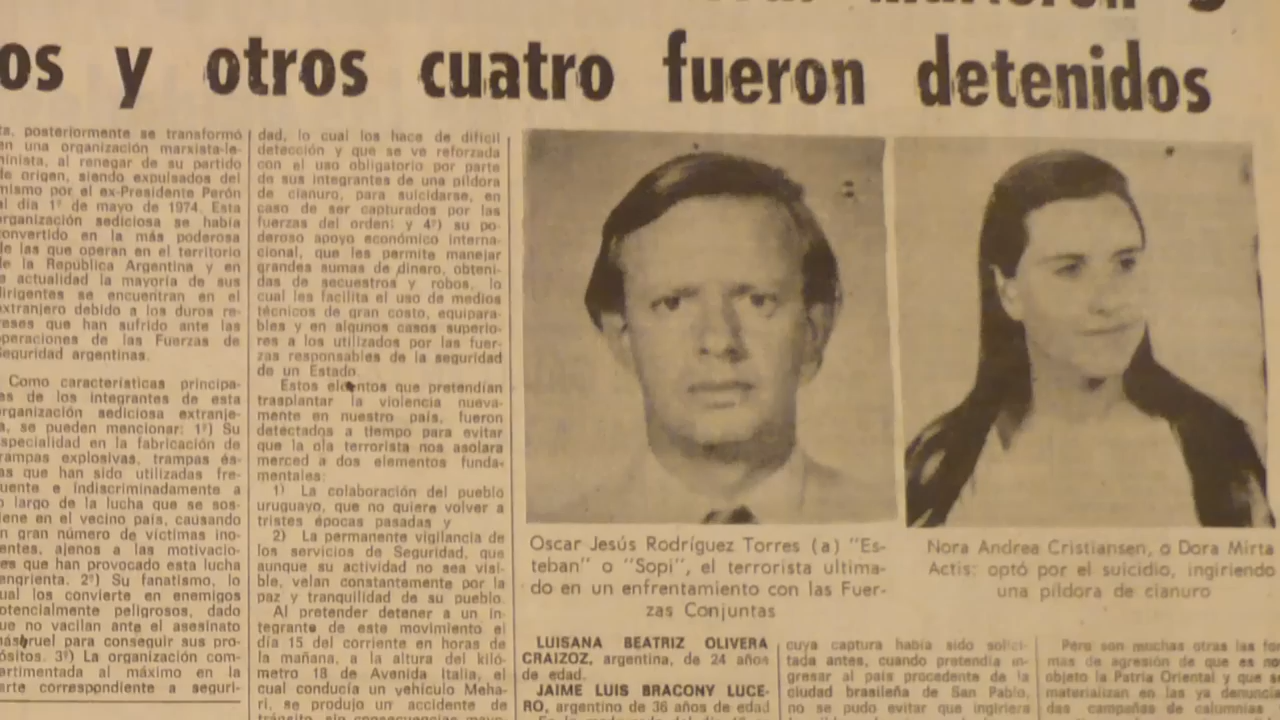 os y otros cuatro fueron detenidos
ta, posteriormente se transformó
en una organización marxista-le-
ninista, al renegar de su partido
de origen, siendo expulsados del
mismo por el ex-Presidente Perón
al día 1º de mayo de 1974. Esta
organización sediciosa se había
convertido en la más poderosa
de las que operan en el territorio
de la República Argentina y en
a actualidad la mayoría de sus
dirigentes se encuentran en el
extranjero debido a los duros re-
veses que han sufrido ante las
operaciones de las Fuerzas de
Seguridad argentinas.
Como características principa-
es de los integrantes de esta
organización sediciosa extranje-
a, se pueden mencionar: 1º) Su
especialidad en la fabricación de
trampas explosivas, trampas és-
as que han sido utilizadas fre-
cuente e indiscriminadamente a
o largo de la lucha que se sos-
iene en el vecino país, causando
un gran número de víctimas ino-
entes, ajenos a las motivacio-
es que han provocado esta lucha
engrienta. 2º) Su fanatismo, lo
ual los convierte en enemigos
potencialmente peligrosos, dado
que no vacilan ante el asesinato
más cruel para conseguir sus pro-
pósitos. 3º) La organización com-
artimentada al máximo en la
arte correspondiente a seguri-
dad, lo cual los hace de difícil
detección y que se ve reforzada
con el uso obligatorio por parte
de sus integrantes de una píldora
de cianuro, para suicidarse, en
caso de ser capturados por las
fuerzas del orden; y 4º) su po-
deroso apoyo económico interna-
cional, que les permite manejar
grandes sumas de dinero, obteni-
das de secuestros y robos, lo
cual les facilita el uso de medios
técnicos de gran costo, equipara-
bles y en algunos casos superio-
res a los utilizados por las fuer-
zas responsables de la seguridad
de un Estado.
Estos elementos que pretendían
trasplantar la violencia nueva-
mente en nuestro país, fueron
detectados a tiempo para evitar
que la ola terrorista nos asolara
merced a dos elementos funda-
mentales:
1) La colaboración del pueblo
uruguayo, que no quiere volver a
tristes épocas pasadas y
2) La permanente vigilancia de
los servicios de Seguridad, que
aunque su actividad no sea visi-
ble, velan constantemente por la
paz y tranquilidad de su pueblo.
Al pretender detener a un in-
tegrante de este movimiento el
día 15 del corriente en horas de
la mañana, a la altura del kiló-
metro 18 de Avenida Italia, el
cual conducía un vehículo Meha-
ri, se produjo un accidente de
tránsito, sin consecuencias
Oscar Jesús Rodríguez Torres (a) "Es-
teban" o "Sopi", el terrorista ultima-
do en un enfrentamiento con las Fuer-
zas Conjuntas
Nora Andrea Cristiansen, o Dora Mirta
Actis: optó por el suicidio, ingiriendo
una píldora de cianuro
LUISANA BEATRIZ OLIVERA
CRAIZOZ, argentina, de 24 años
de edad.
JAIME LUIS BRACONY LUCE-
RO, argentino de 36 años de edad
cuya captura había sido solici-
tada antes, cuando pretendía in-
gresar al país procedente de la
ciudad brasileña de San Pablo,
no se pudo evitar que ingiriera
Pero son muchas otras las for
mas de agresión de que es
objeto la Patria Oriental y que s
materializan en las ya denuncia
das campañas de calumnias